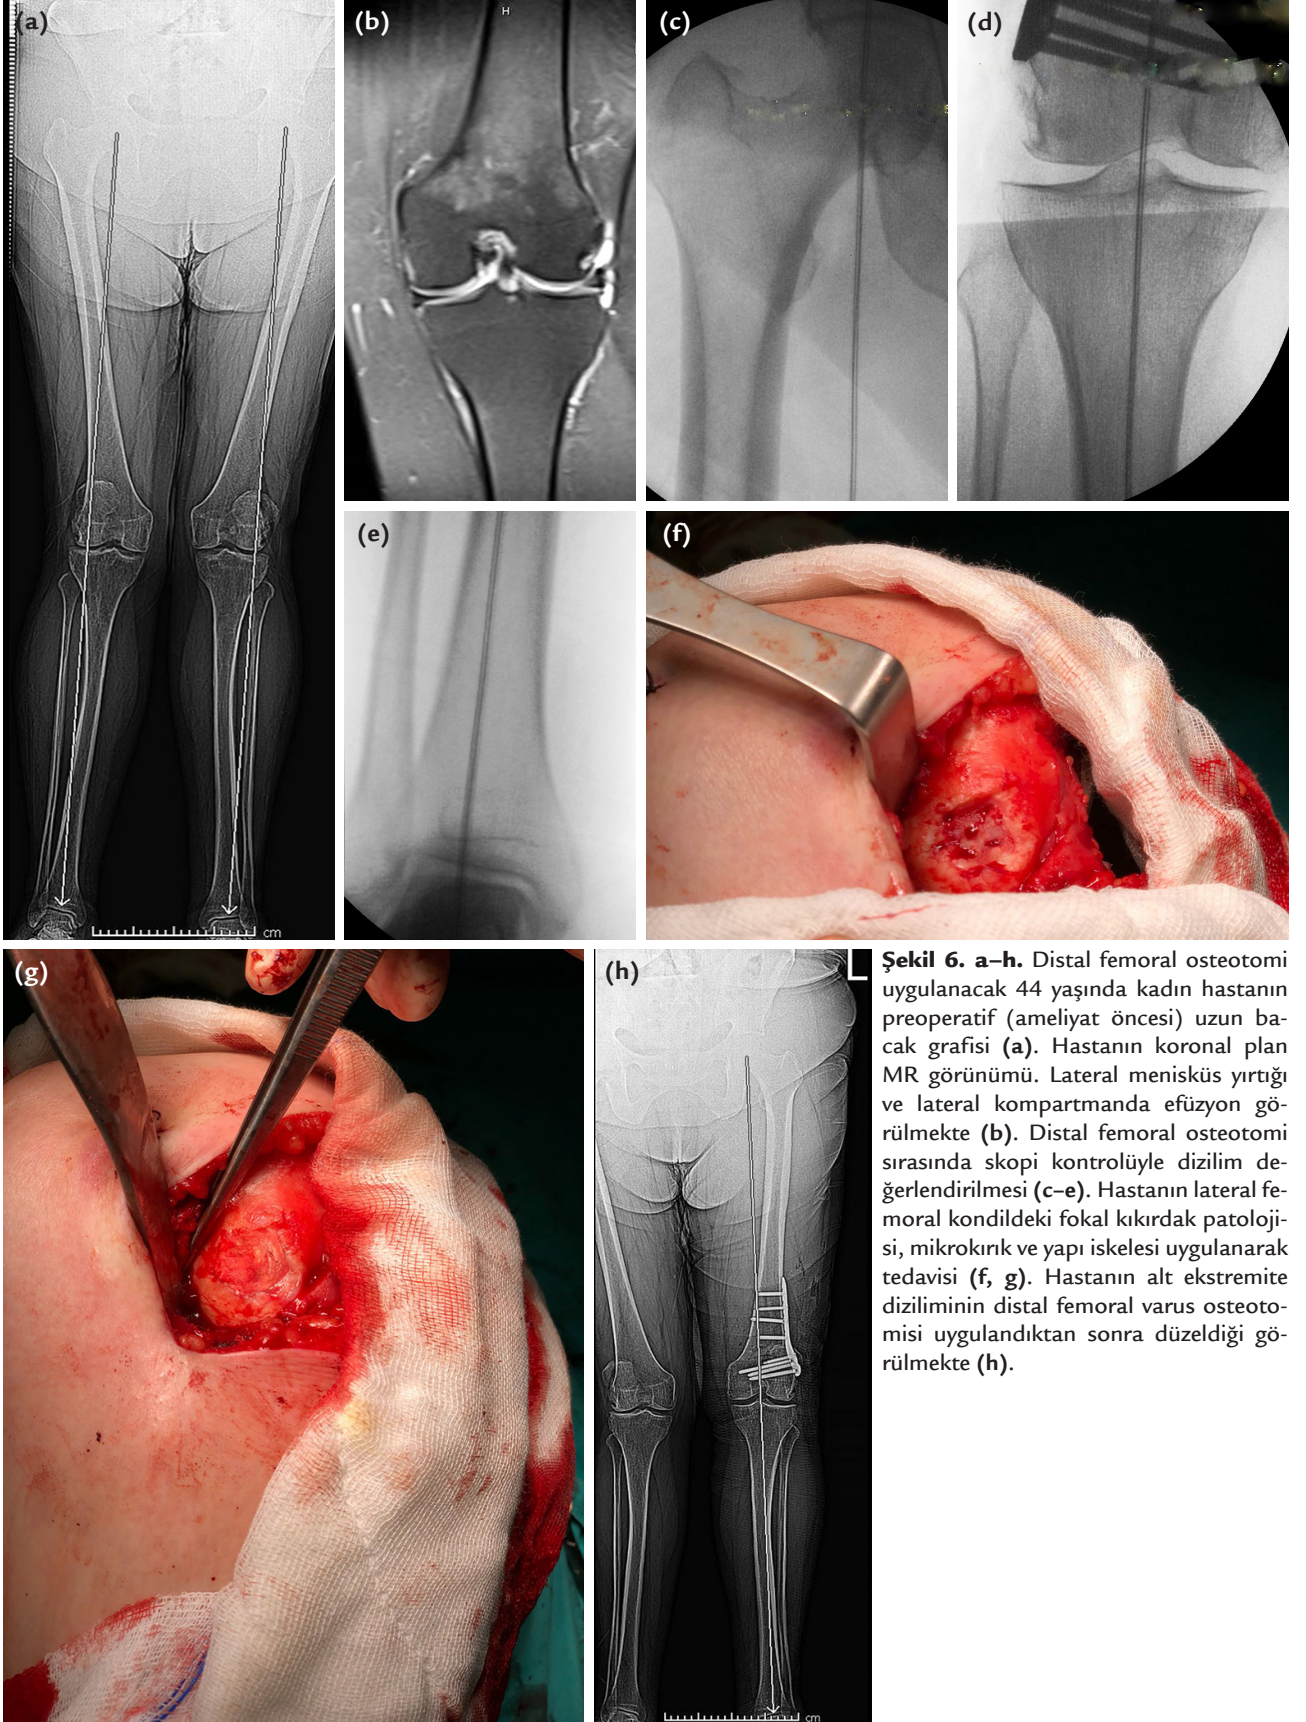 (a)
(b)
H
(c)
(d)
cm
(e)
(f)
(g)
(h)
L
cm
Şekil 6. a–h. Distal femoral osteotomi
uygulanacak 44 yaşında kadın hastanın
preoperatif (ameliyat öncesi) uzun ba-
cak grafisi (a). Hastanın koronal plan
MR görünümü. Lateral menisküs yırtığı
ve lateral kompartmanda efüzyon gö-
rülmekte (b). Distal femoral osteotomi
sırasında skopi kontrolüyle dizilim de-
ğerlendirilmesi (c–e). Hastanın lateral fe-
moral kondildeki fokal kıkırdak patoloji-
si, mikrokırık ve yapı iskelesi uygulanarak
tedavisi (f, g). Hastanın alt ekstremite
diziliminin distal femoral varus osteoto-
misi uygulandıktan sonra düzeldiği gö-
rülmekte (h).